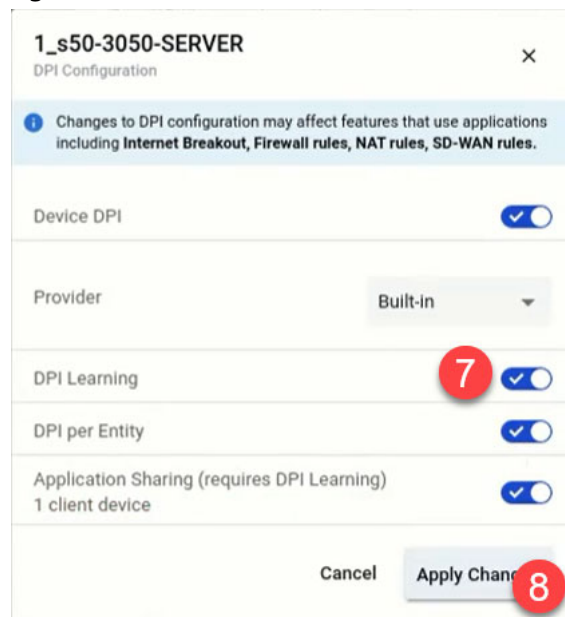 1_s50-3050-SERVER
DPI Configuration
Changes to DPI configuration may affect features that use applications
including Internet Breakout, Firewall rules, NAT rules, SD-WAN rules.
Device DPI
Provider Built-in
DPI Learning 7
DPI per Entity
Application Sharing (requires DPI Learning)
1 client device
Cancel Apply Chan 8